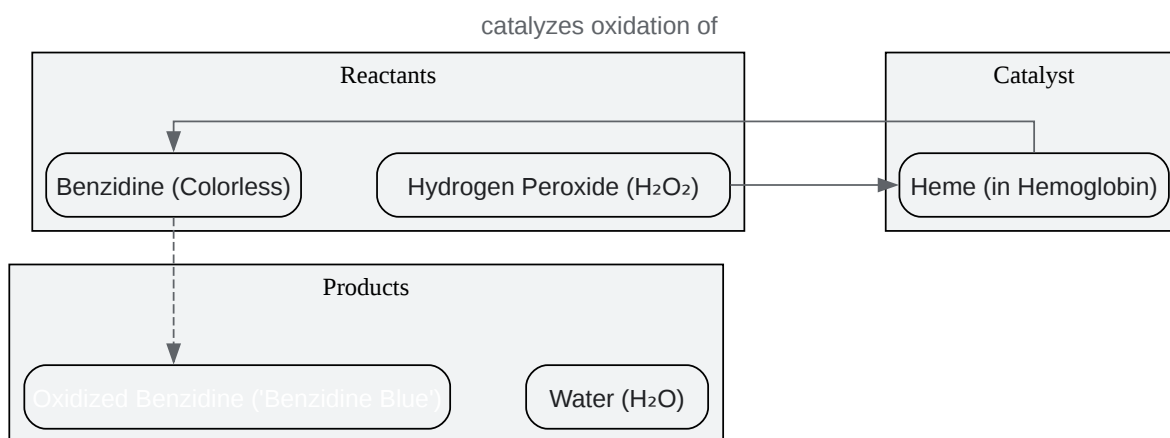 catalyzes oxidation of
Reactants
Catalyst
Benzidine (Colorless)
Hydrogen Peroxide (H₂O₂)
Heme (in Hemoglobin)
Products
Oxidized Benzidine ('Benzidine Blue')
Water (H₂O)